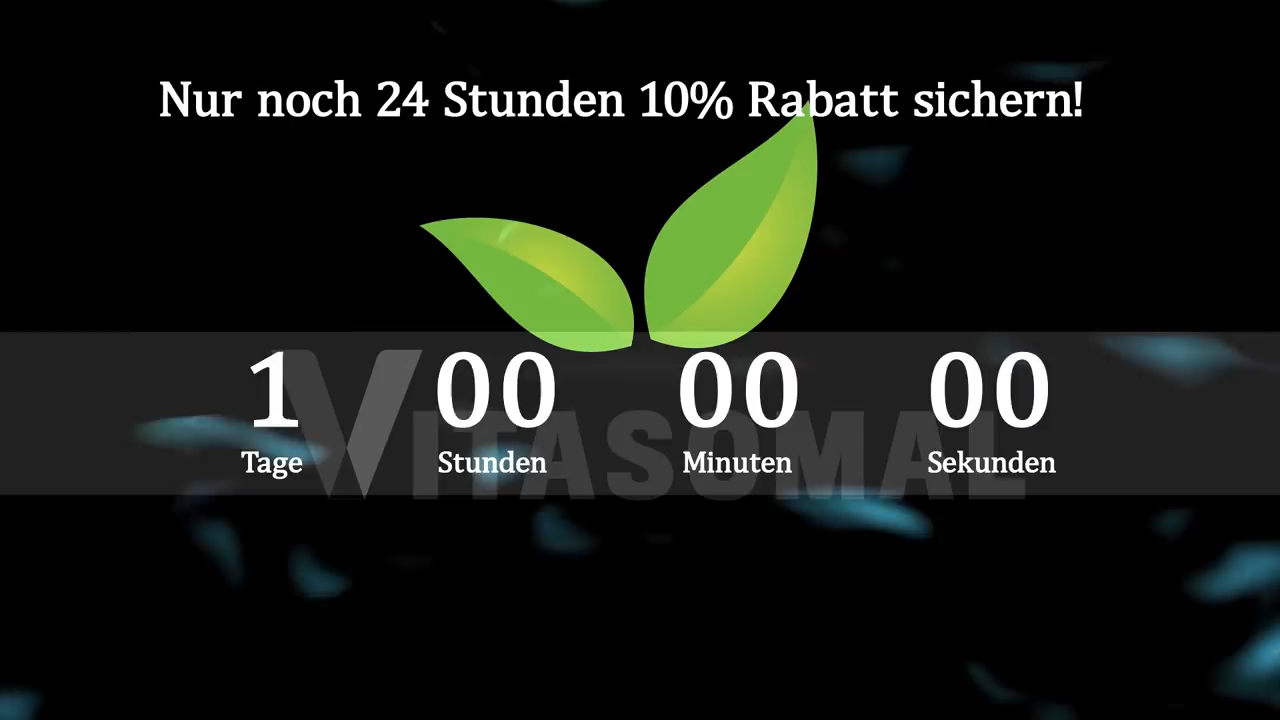 Nur noch 24 Stunden 10% Rabatt sichern!
1 00 00 00
Tage Stunden Minuten Sekunden
VITASOMAL